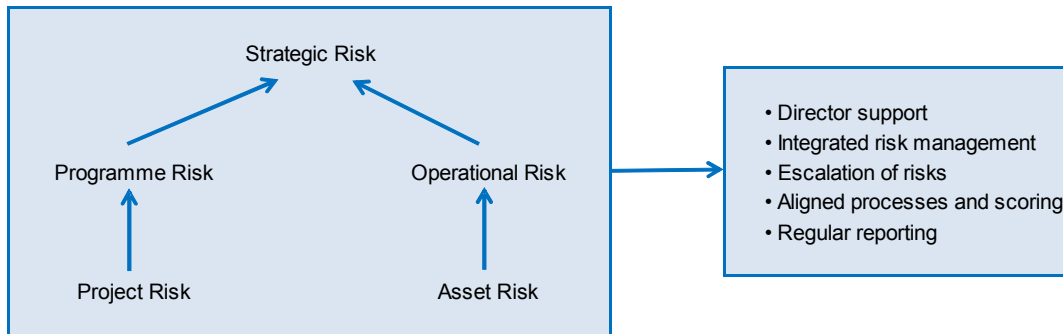 Strategic Risk
Programme Risk
Operational Risk
Project Risk
Asset Risk
• Director support
• Integrated risk management
• Escalation of risks
• Aligned processes and scoring
• Regular reporting